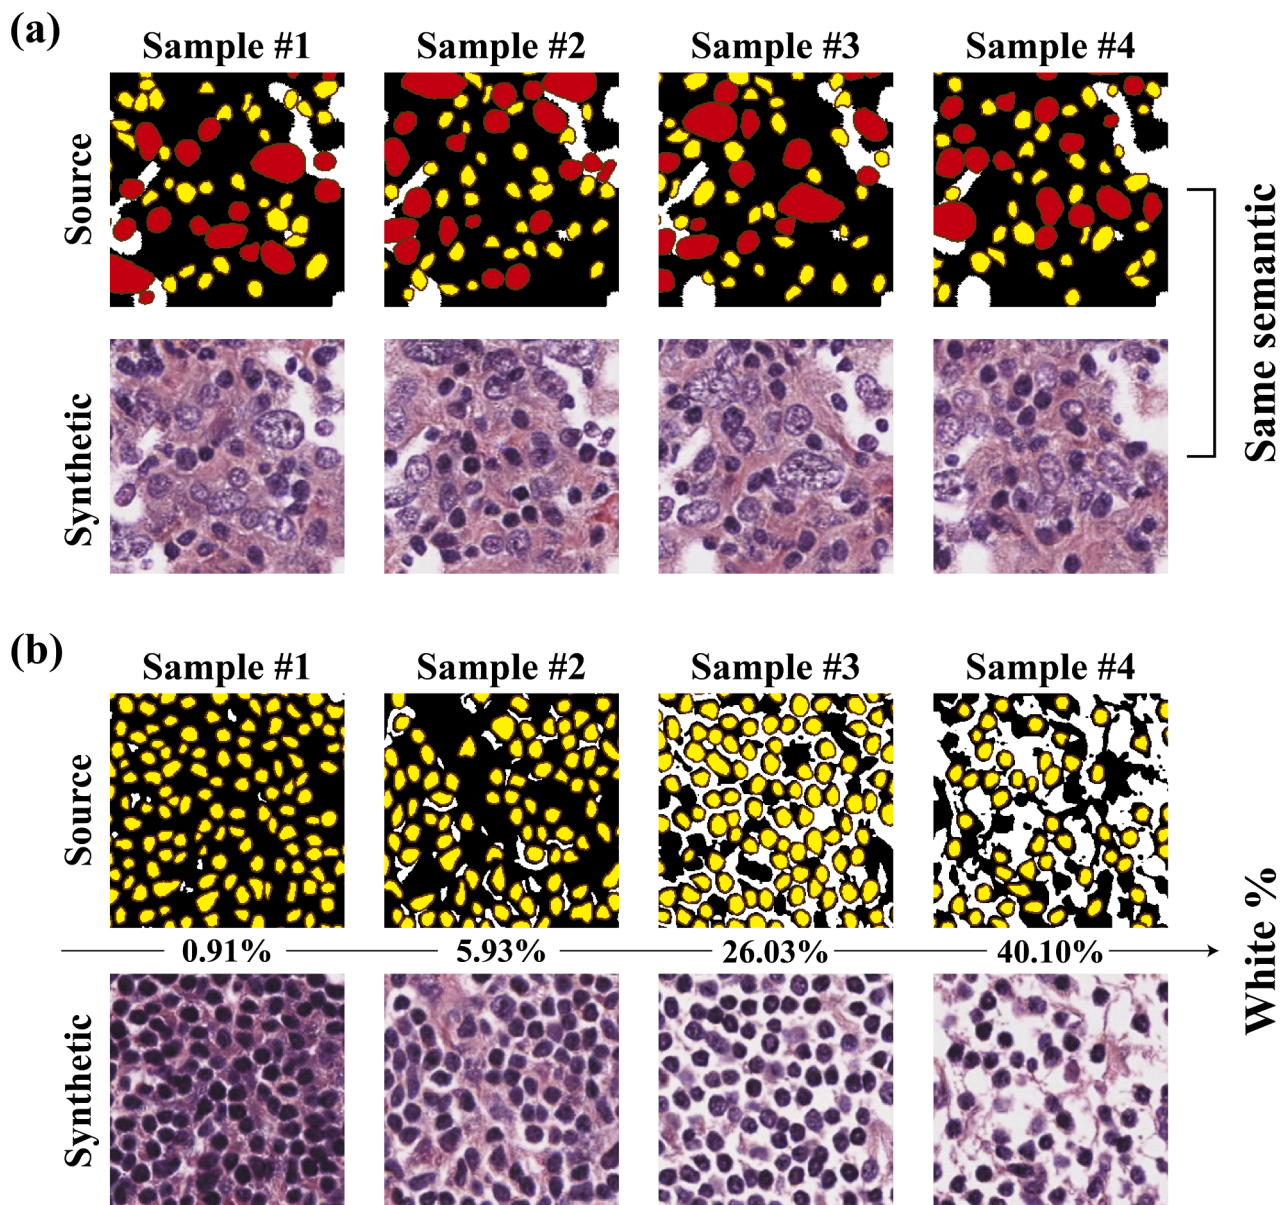 (a)
Sample #1 Sample #2 Sample #3 Sample #4
Source
Synthetic
Same semantic
(b)
Sample #1 Sample #2 Sample #3 Sample #4
Source
0.91% 5.93% 26.03% 40.10%
Synthetic
White %